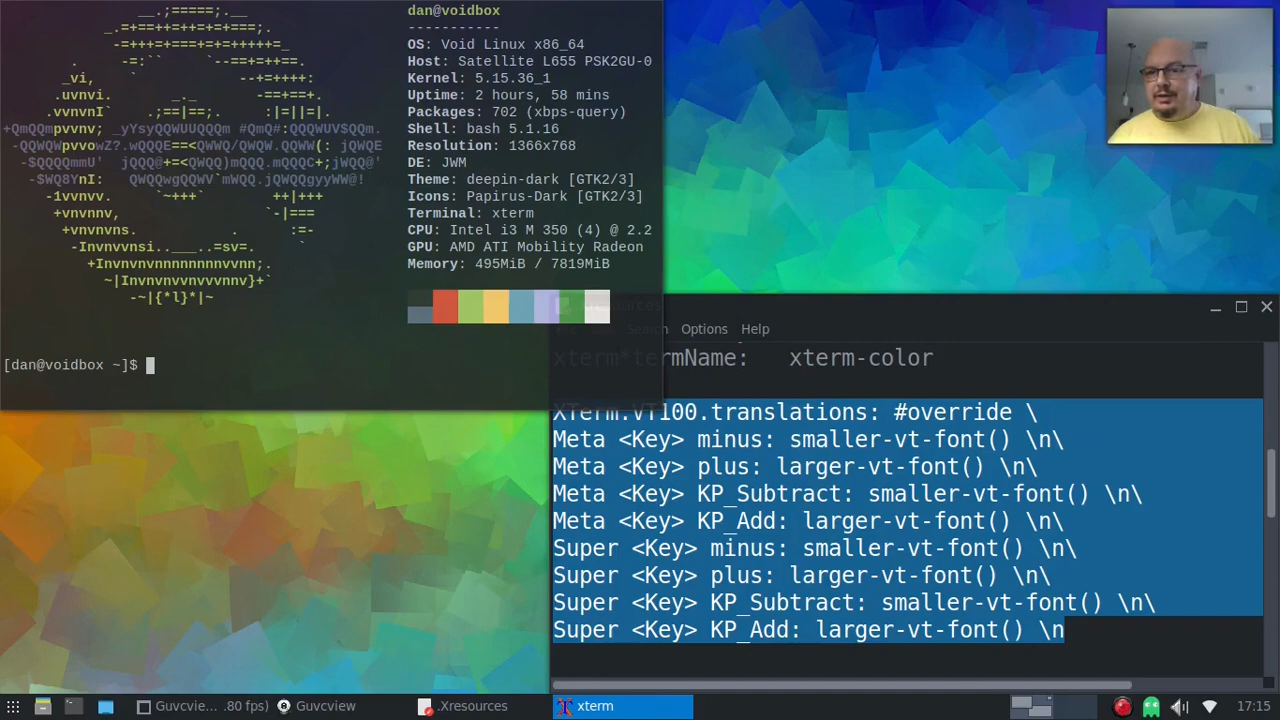 dan@voidbox
-----------
OS: Void Linux x86_64
Host: Satellite L655 PSK2GU-0
Kernel: 5.15.36_1
Uptime: 2 hours, 58 mins
Packages: 702 (xbps-query)
Shell: bash 5.1.16
Resolution: 1366x768
DE: JWM
Theme: deepin-dark [GTK2/3]
Icons: Papirus-Dark [GTK2/3]
Terminal: xterm
CPU: Intel i3 M 350 (4) @ 2.2
GPU: AMD ATI Mobility Radeon
Memory: 495MiB / 7819MiB
[dan@voidbox ~]$
Search Options Help
xterm*termName: xterm-color
XTerm.VT100.translations: #override \
Meta <Key> minus: smaller-vt-font() \n\
Meta <Key> plus: larger-vt-font() \n\
Meta <Key> KP_Subtract: smaller-vt-font() \n\
Meta <Key> KP_Add: larger-vt-font() \n\
Super <Key> minus: smaller-vt-font() \n\
Super <Key> plus: larger-vt-font() \n\
Super <Key> KP_Subtract: smaller-vt-font() \n\
Super <Key> KP_Add: larger-vt-font() \n
Guvcvie... .80 fps) Guvcview .Xresources xterm 17:15